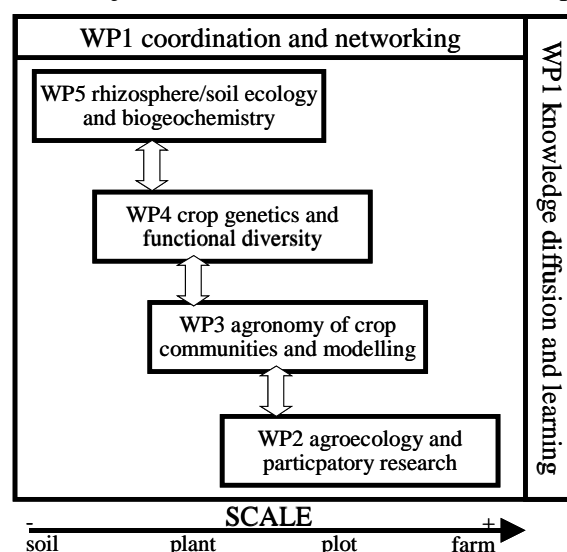 WP1 coordination and networking
WP1 knowledge diffusion and learning
WP5 rhizosphere/soil ecology
and biogeochemistry
WP4 crop genetics and
functional diversity
WP3 agronomy of crop
communities and modelling
WP2 agroecology and
particpatory research
- SCALE +
soil plant plot farm